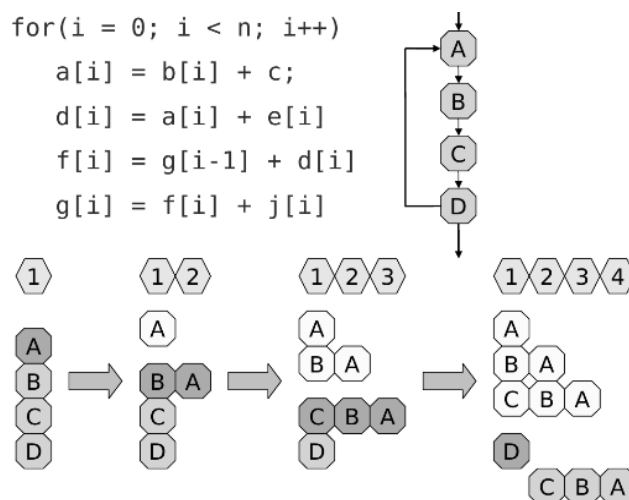 for(i = 0; i < n; i++)
a[i] = b[i] + c;
d[i] = a[i] + e[i]
f[i] = g[i-1] + d[i]
g[i] = f[i] + j[i]
A
B
C
D
1
A
B
C
D
1 2
A
B A
C
D
1 2 3
A
B A
C B A
D
1 2 3 4
A
B A
C B A
D
C B A